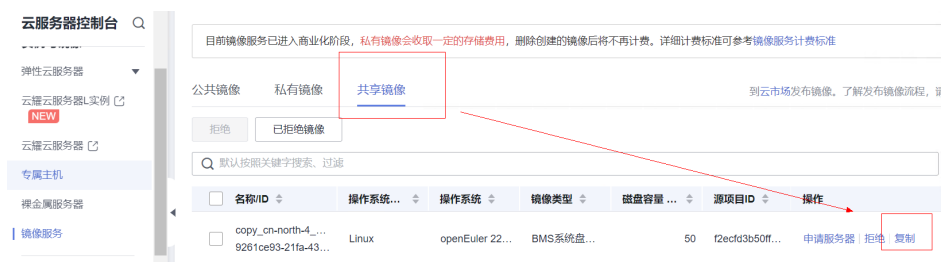 云服务器控制台
弹性云服务器
云耀云服务器L实例
NEW
云耀云服务器
专属主机
裸金属服务器
镜像服务
目前镜像服务已进入商业化阶段，私有镜像会收取一定的存储费用，删除创建的镜像后将不再计费。详细计费标准可参考镜像服务计费标准
公共镜像 私有镜像 共享镜像
到云市场发布镜像。了解发布镜像流程，
拒绝 已拒绝镜像
默认按照关键字搜索、过滤
名称/ID 操作系统... 操作系统 镜像类型 磁盘容量 ... 源项目ID 操作
copy_cn-north-4_...
9261ce93-21fa-43...
Linux openEuler 22... BMS系统盘... 50 f2ecfd3b50ff... 申请服务器 拒绝 复制